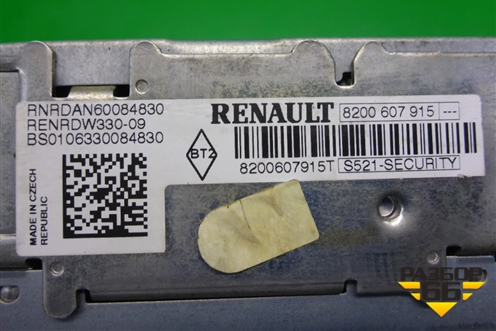 RNRDAN60084830
RENRDW330-09
BS0106330084830
MADE IN CZECH
REPUBLIC
RENAULT
8200 607 915 ---
BT2
8200607915T
S521-SECURITY
РАЗБОР
66